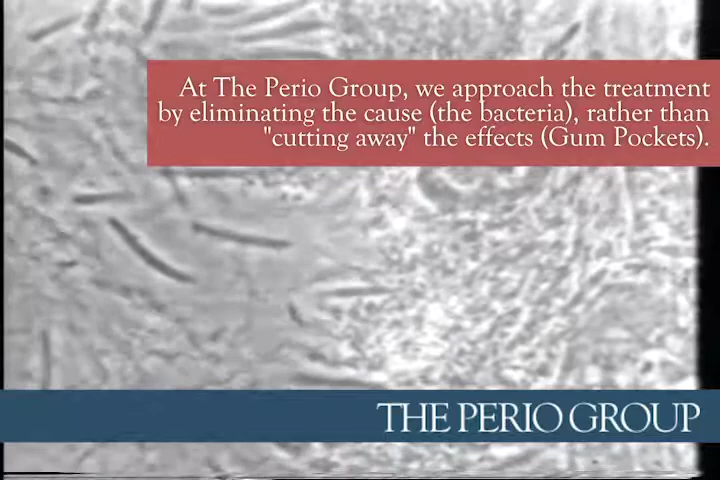 At The Perio Group, we approach the treatment
by eliminating the cause (the bacteria), rather than
"cutting away" the effects (Gum Pockets).
THE PERIO GROUP